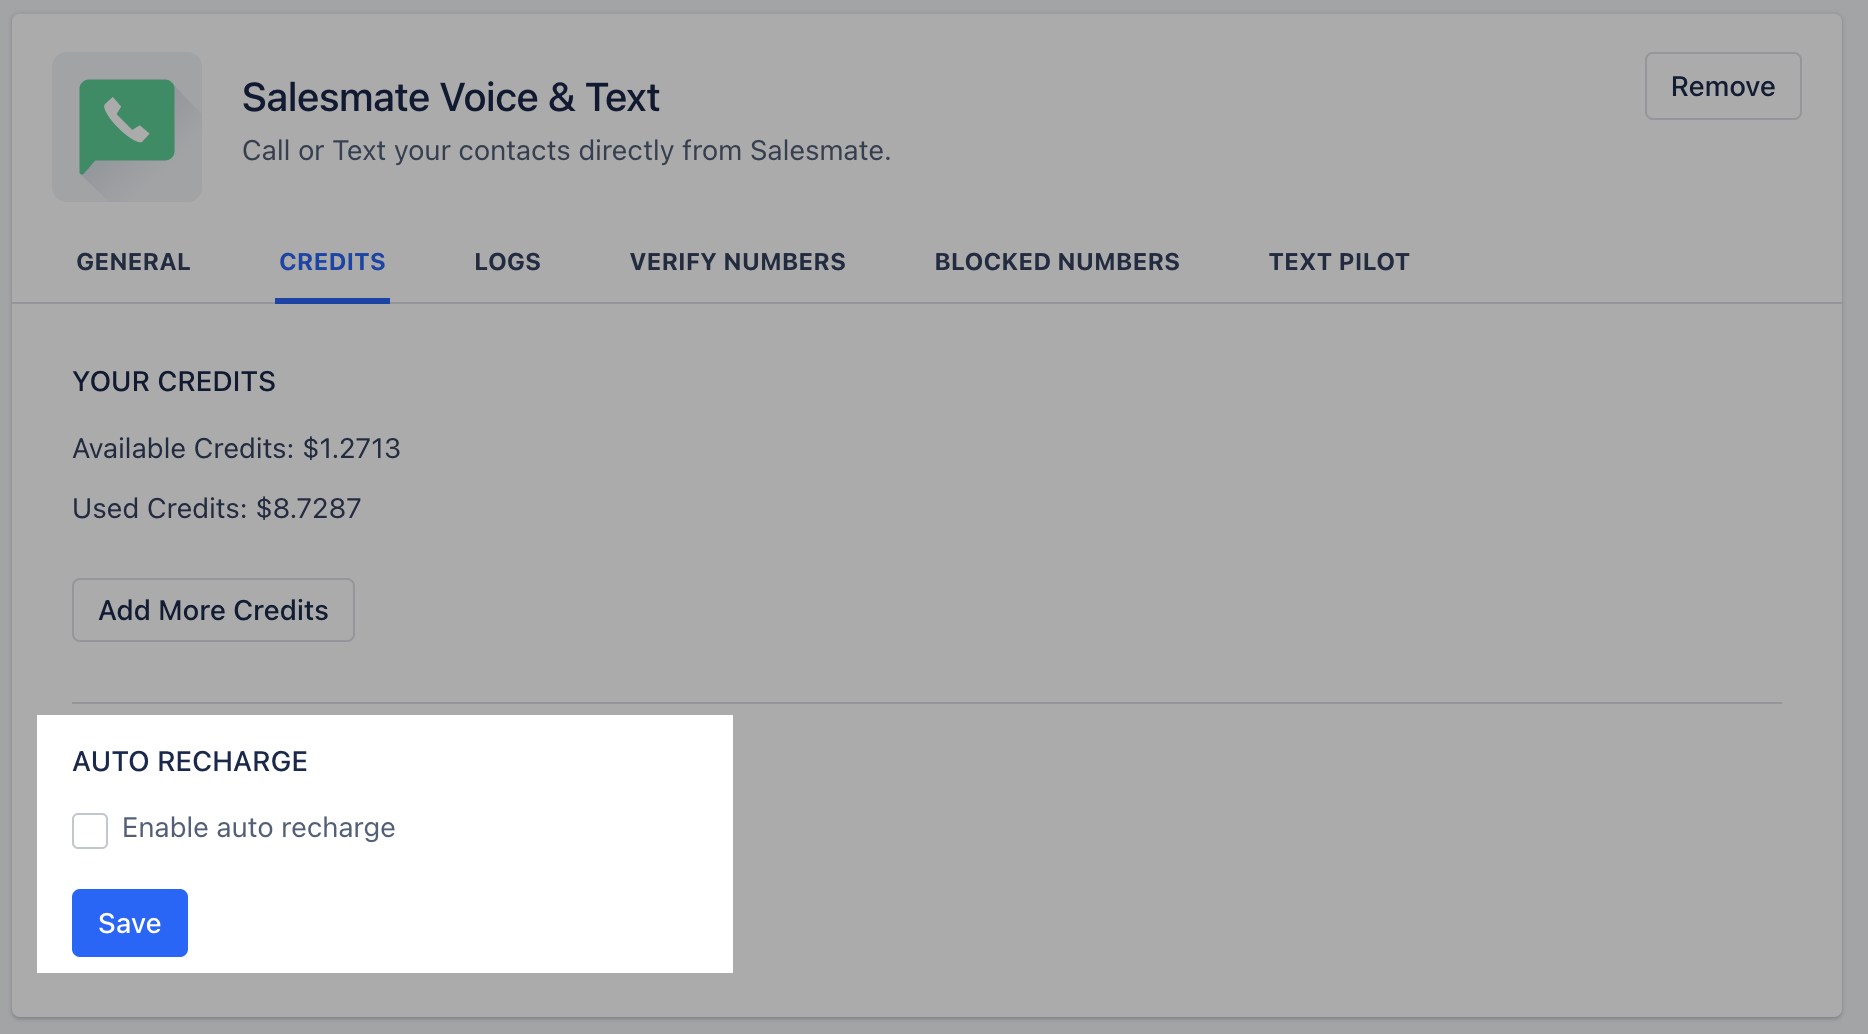 Salesmate Voice & Text
Remove
Call or Text your contacts directly from Salesmate.
GENERAL CREDITS LOGS VERIFY NUMBERS BLOCKED NUMBERS TEXT PILOT
YOUR CREDITS
Available Credits: $1.2713
Used Credits: $8.7287
Add More Credits
AUTO RECHARGE
Enable auto recharge
Save